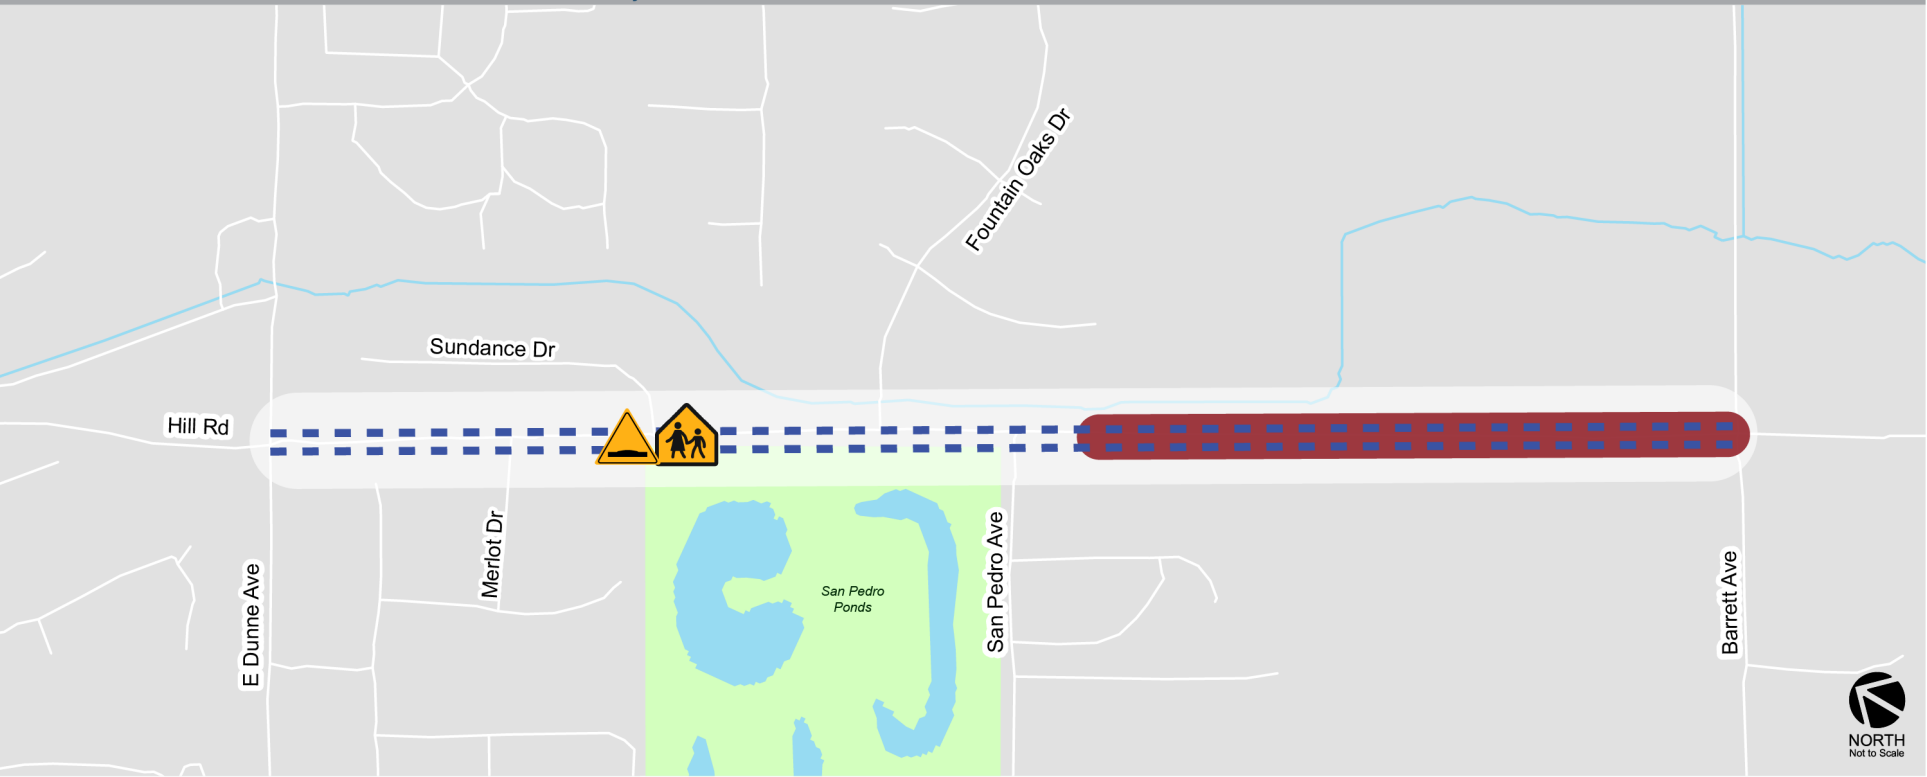 Fountain Oaks Dr
Sundance Dr
Hill Rd
Merlot Dr
E Dunne Ave
San Pedro
Ponds
San Pedro Ave
Barrett Ave
NORTH
Not to Scale